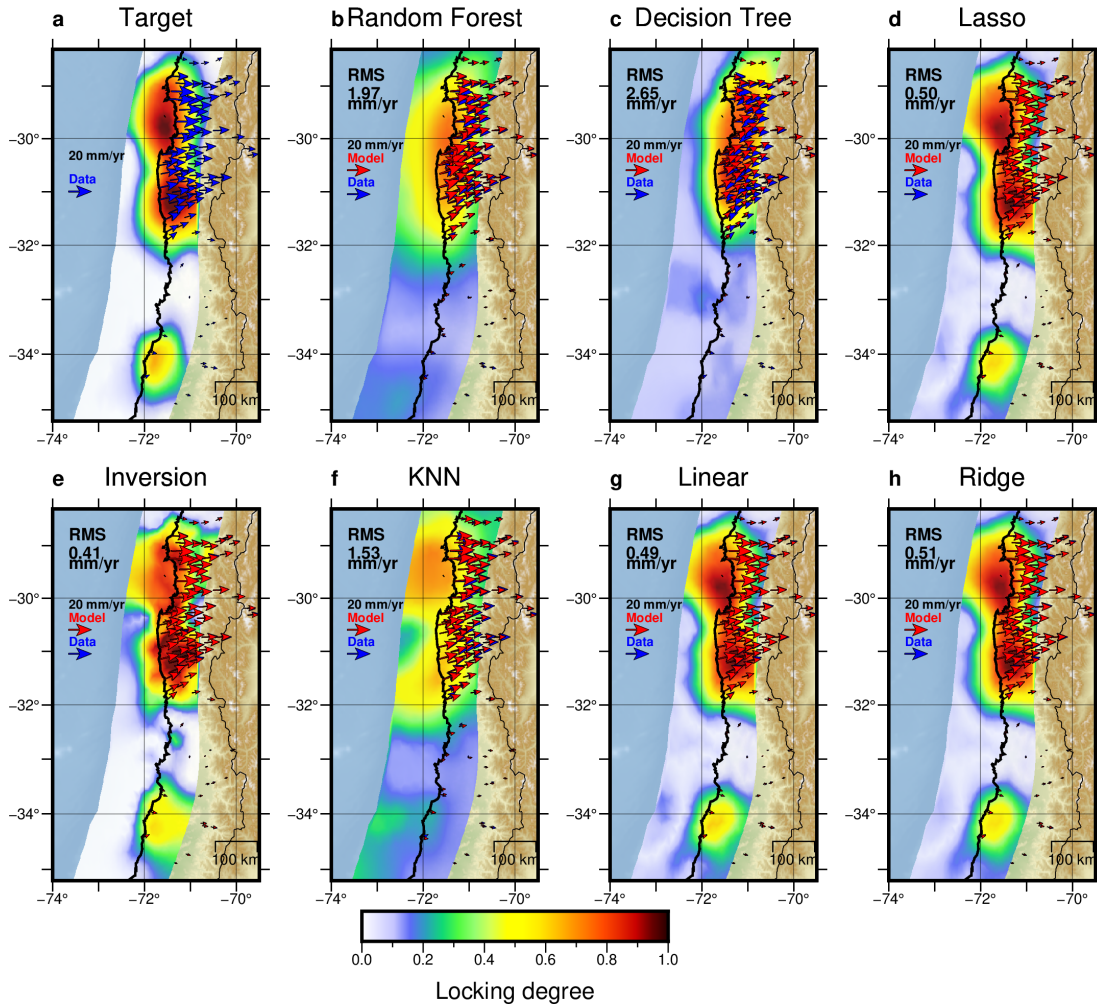 a Target
b Random Forest
c Decision Tree
d Lasso
−30°
−32°
−34°
20 mm/yr
Data
100 km
RMS
1.97
mm/yr
20 mm/yr
Model
Data
100 km
RMS
2.65
mm/yr
20 mm/yr
Model
Data
100 km
RMS
0.50
mm/yr
20 mm/yr
Model
Data
100 km
−74° −72° −70°
−74° −72° −70°
−74° −72° −70°
−74° −72° −70°
e Inversion
f KNN
g Linear
h Ridge
−30°
−32°
−34°
RMS
0.41
mm/yr
20 mm/yr
Model
Data
100 km
RMS
1.53
mm/yr
20 mm/yr
Model
Data
100 km
RMS
0.49
mm/yr
20 mm/yr
Model
Data
100 km
RMS
0.51
mm/yr
20 mm/yr
Model
Data
100 km
−74° −72° −70°
−74° −72° −70°
−74° −72° −70°
−74° −72° −70°
0.0 0.2 0.4 0.6 0.8 1.0
Locking degree